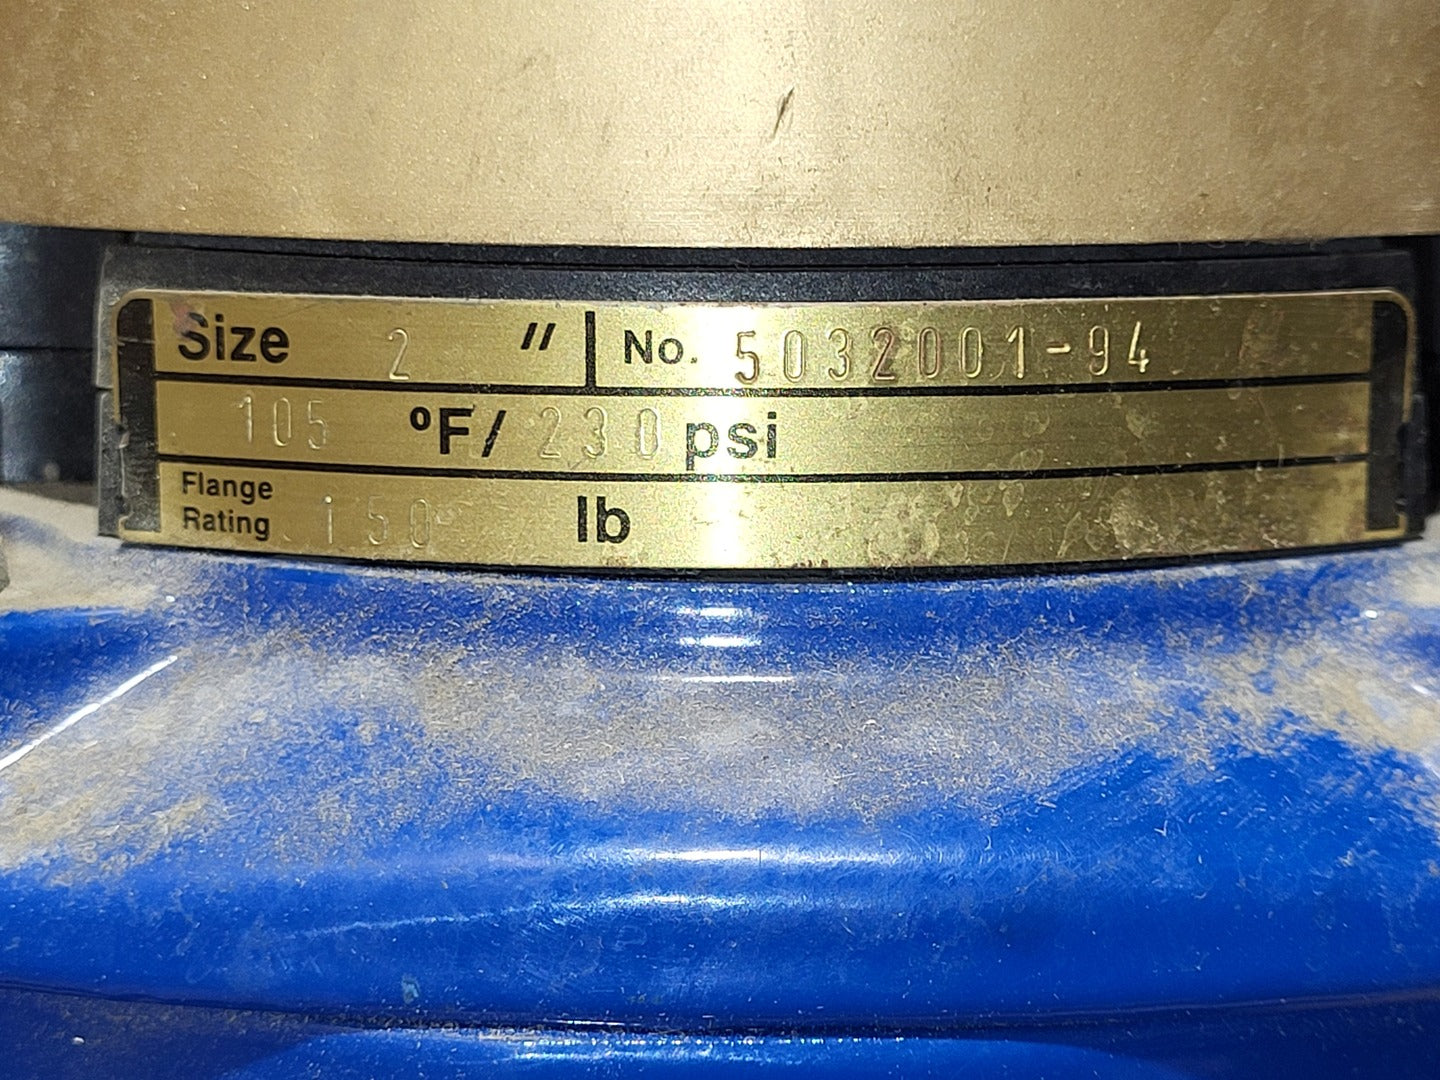 Size 2 " No. 5032001-94
105 °F/ 230 psi
Flange
Rating 150 lb